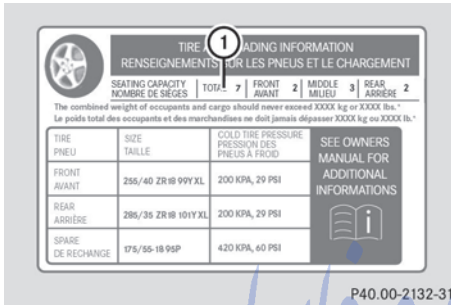 1
TIRE A ADING INFORMATION
RENSEIGNEMENTS SUR LES PNEUS ET LE CHARGEMENT
SEATING CAPACITY NOMBRE DE SIÈGES | TOTAL 7 | FRONT AVANT 2 | MIDDLE MILIEU 3 | REAR ARRIÈRE 2
The combined weight of occupants and cargo should never exceed XXXX kg or XXXX lbs.*
Le poids total des occupants et des marchandises ne doit jamais dépasser XXXX kg ou XXXX lb.*
TIRE PNEU
SIZE TAILLE
COLD TIRE PRESSURE
PRESSION DES
PNEUS À FROID
SEE OWNERS
MANUAL FOR
ADDITIONAL
INFORMATIONS
FRONT AVANT
255/40 ZR18 99Y XL
200 KPA, 29 PSI
REAR ARRIÈRE
285/35 ZR18 101Y XL
200 KPA, 29 PSI
SPARE DE RECHANGE
175/55-18 95P
420 KPA, 60 PSI
i
P40.00-2132-31